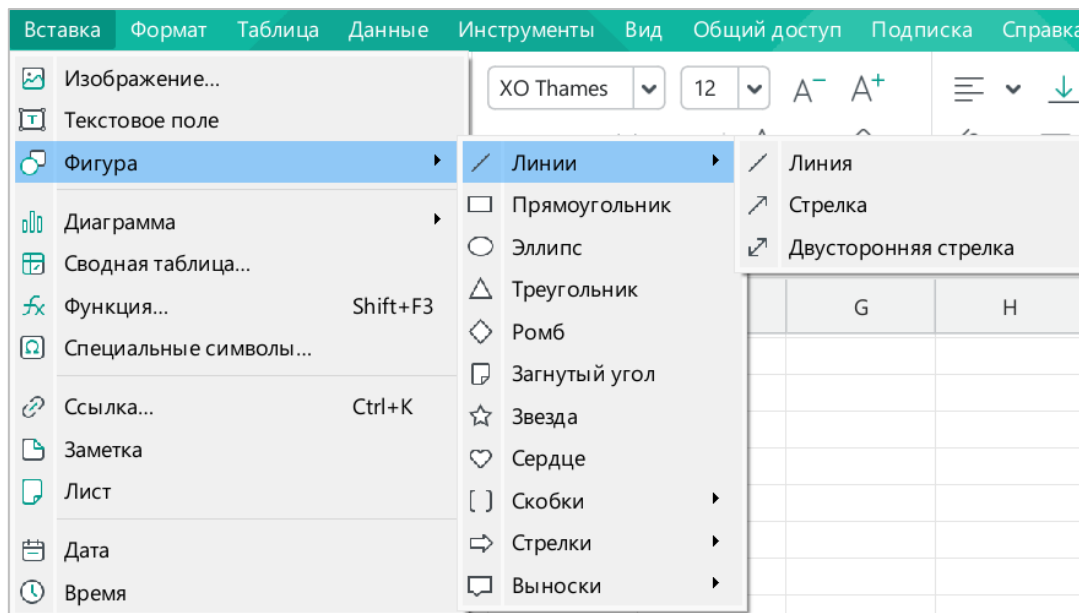 Вставка Формат Таблица Данные Инструменты Вид Общий доступ Подписка Справка
XO Thames 12 A− A+
Изображение...
Текстовое поле
Фигура
Диаграмма
Сводная таблица...
Функция... Shift+F3
Специальные символы...
Ссылка... Ctrl+K
Заметка
Лист
Дата
Время
Линии
Прямоугольник
Эллипс
Треугольник
Ромб
Загнутый угол
Звезда
Сердце
Скобки
Стрелки
Выноски
Линия
Стрелка
Двусторонняя стрелка
G H